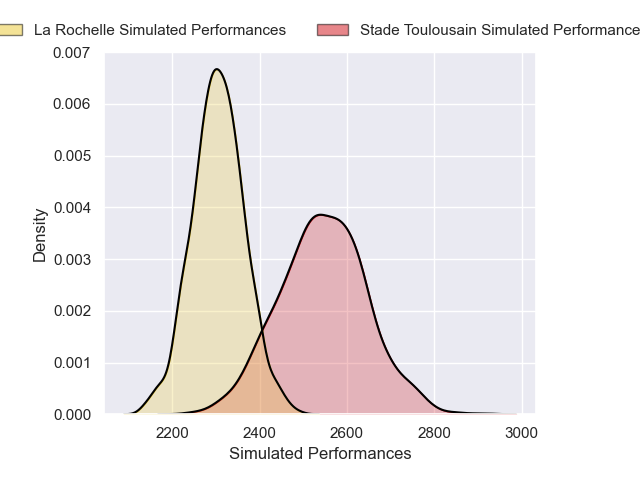 La Rochelle Simulated Performances
Stade Toulousain Simulated Performance
0.007
0.006
0.005
0.004
0.003
0.002
0.001
0.000
Density
2200 2400 2600 2800 3000
Simulated Performances